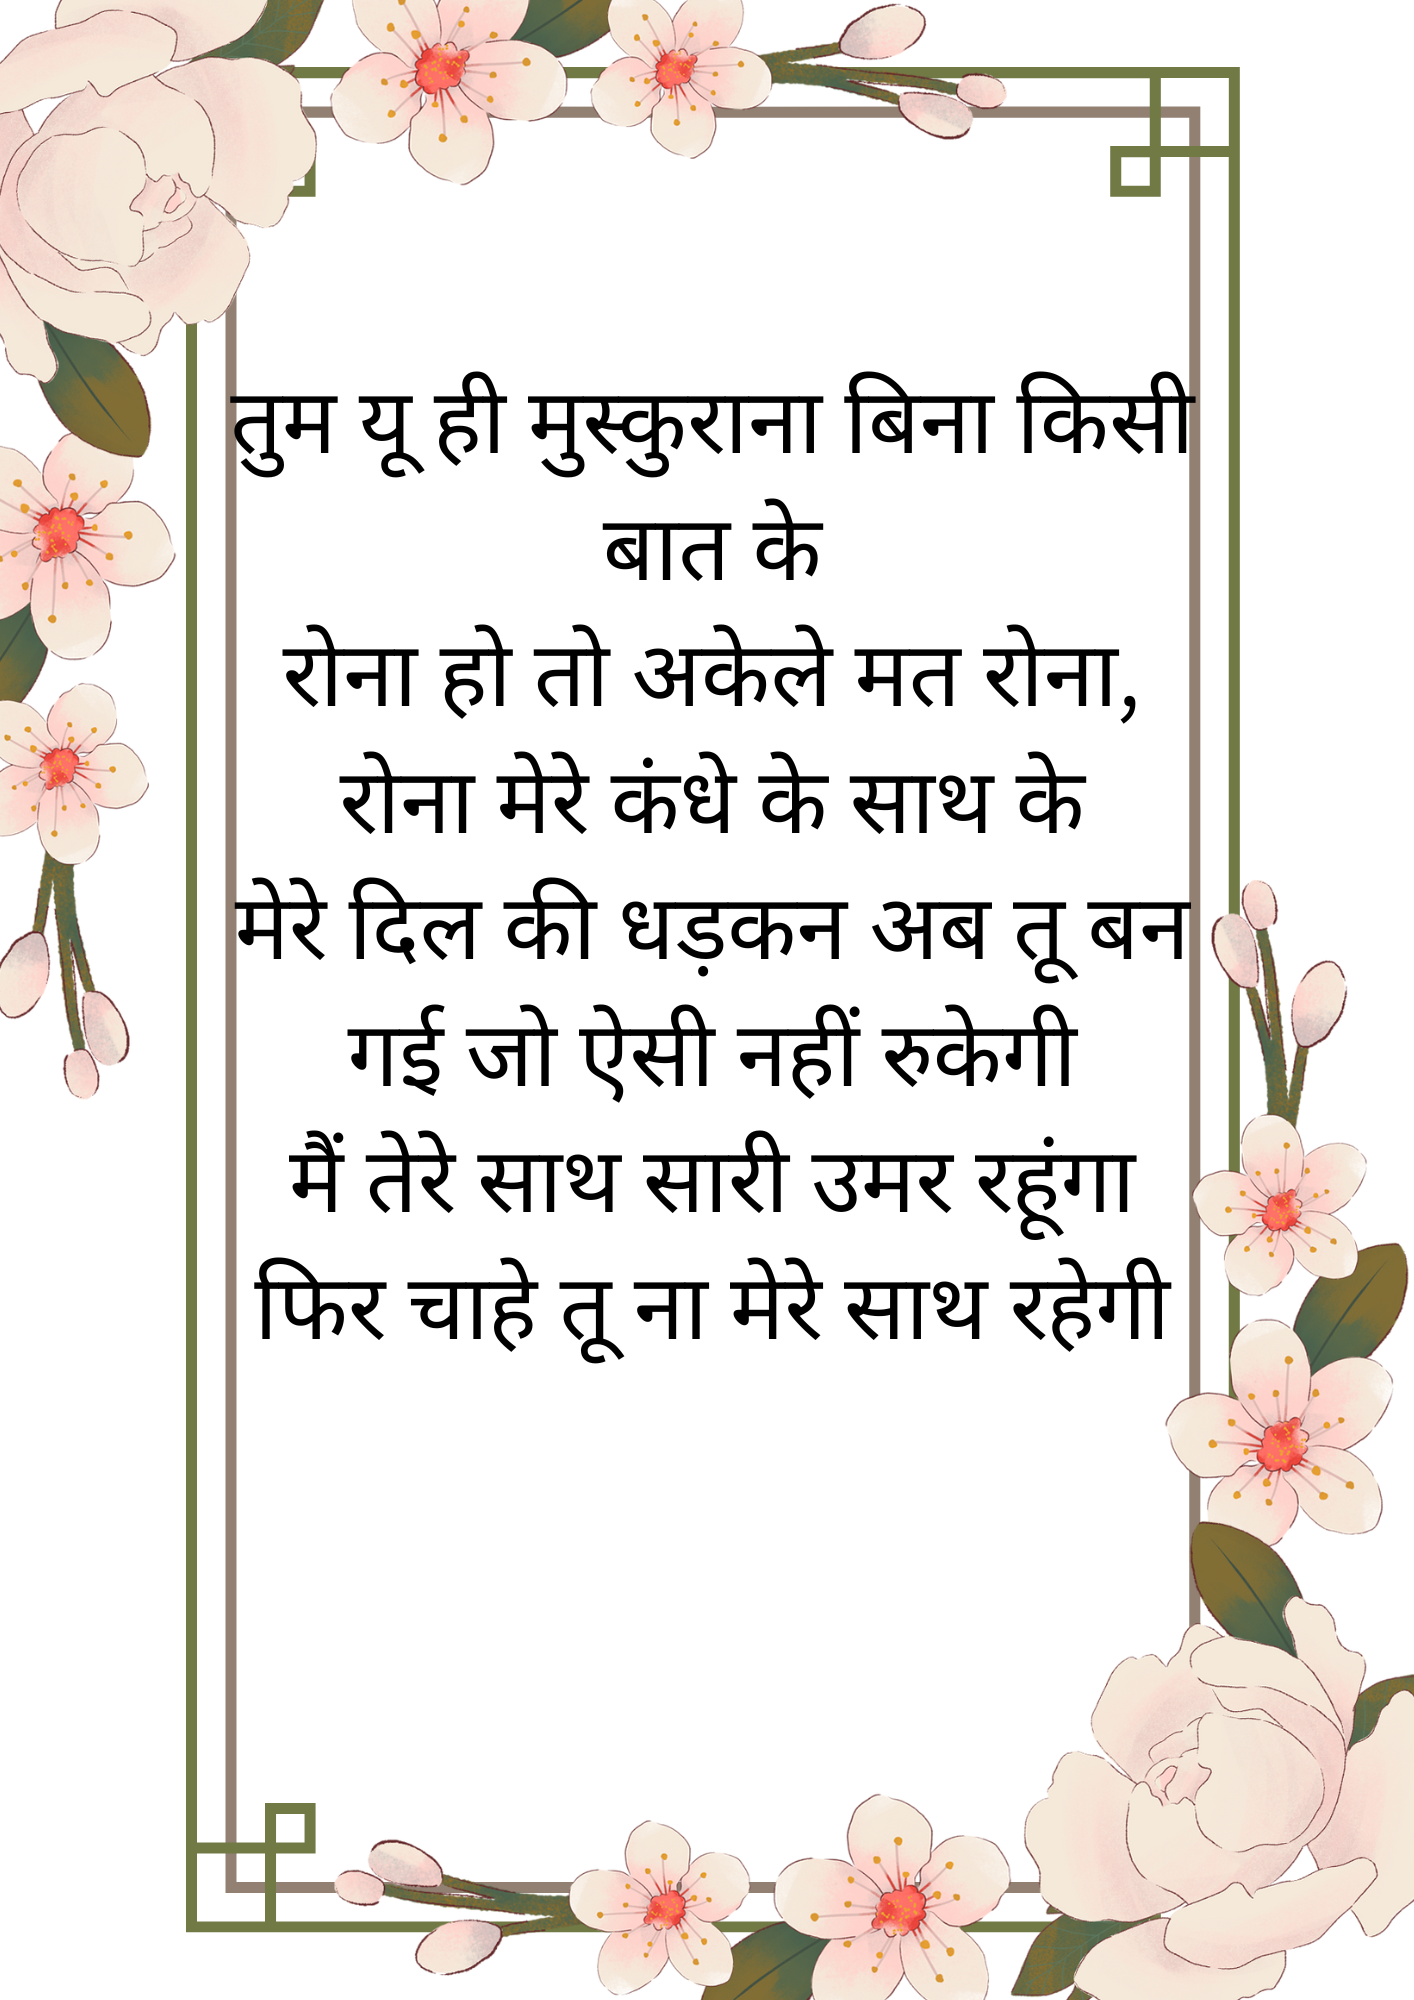 तुम यू ही मुस्कुराना बिना किसी
बात के
रोना हो तो अकेले मत रोना,
रोना मेरे कंधे के साथ के
मेरे दिल की धड़कन अब तू बन
गई जो ऐसी नहीं रुकेगी
मैं तेरे साथ सारी उमर रहूंगा
फिर चाहे तू ना मेरे साथ रहेगी